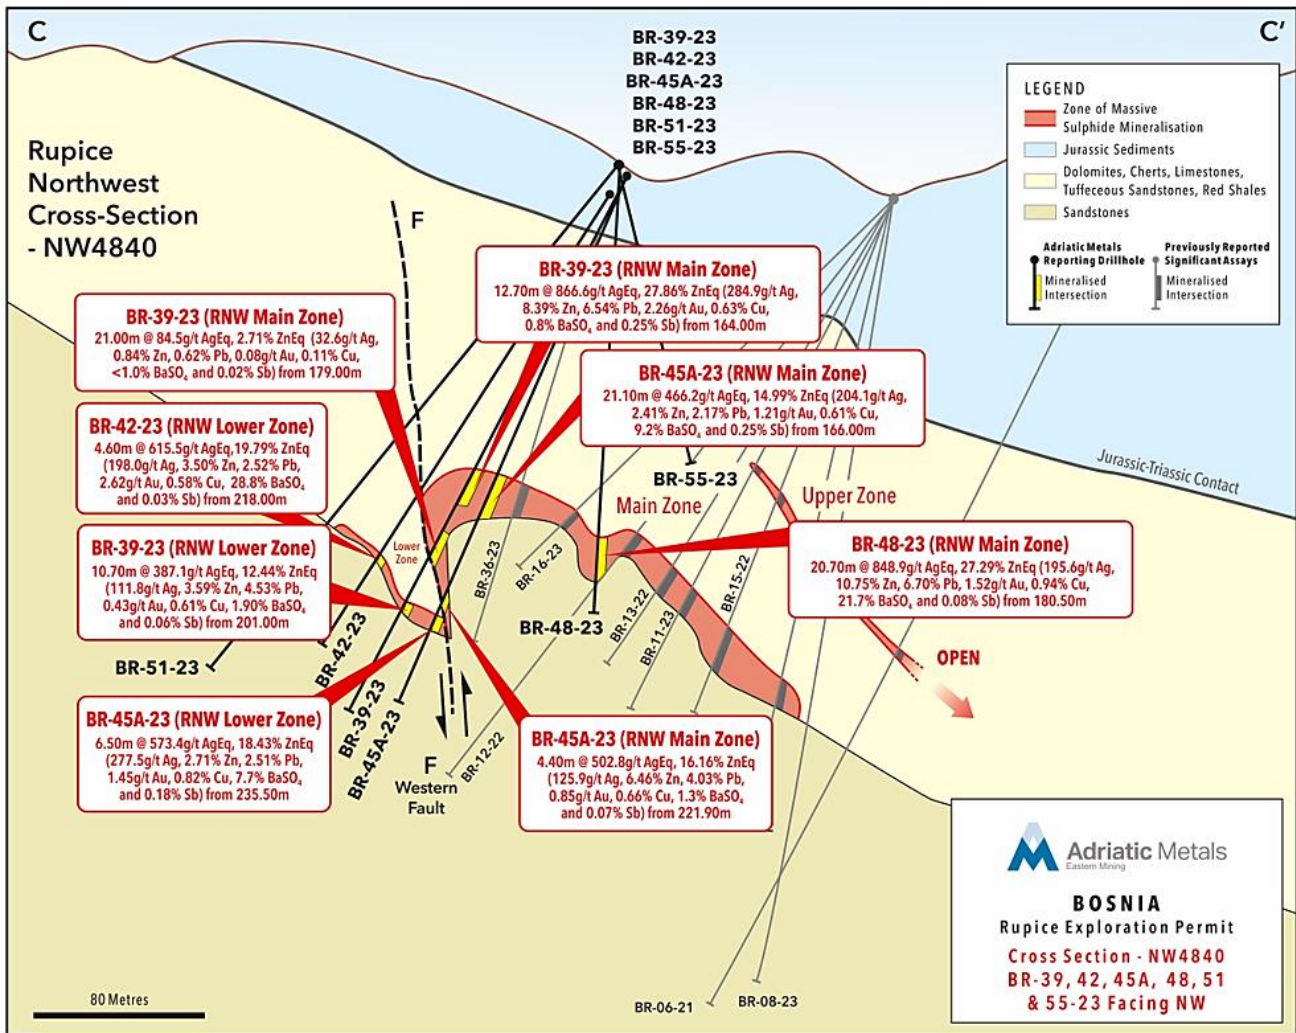 C
C'
BR-39-23
BR-42-23
BR-45A-23
BR-48-23
BR-51-23
BR-55-23
LEGEND
Zone of Massive
Sulphide Mineralisation
Jurassic Sediments
Dolomites, Cherts, Limestones,
Tuffeceous Sandstones, Red Shales
Sandstones
Adriatic Metals
Reporting Drillhole
Mineralised
Intersection
Previously Reported
Significant Assays
Mineralised
Intersection
Rupice
Northwest
Cross-Section
- NW4840
F
BR-39-23 (RNW Main Zone)
12.70m @ 866.6g/t AgEq, 27.86% ZnEq (284.9g/t Ag,
8.39% Zn, 6.54% Pb, 2.26g/t Au, 0.63% Cu,
0.8% BaSO₄ and 0.25% Sb) from 164.00m
BR-39-23 (RNW Main Zone)
21.00m @ 84.5g/t AgEq, 2.71% ZnEq (32.6g/t Ag,
0.84% Zn, 0.62% Pb, 0.08g/t Au, 0.11% Cu,
<1.0% BaSO₄ and 0.02% Sb) from 179.00m
BR-45A-23 (RNW Main Zone)
21.10m @ 466.2g/t AgEq, 14.99% ZnEq (204.1g/t Ag,
2.41% Zn, 2.17% Pb, 1.21g/t Au, 0.61% Cu,
9.2% BaSO₄ and 0.25% Sb) from 166.00m
BR-42-23 (RNW Lower Zone)
4.60m @ 615.5g/t AgEq,19.79% ZnEq
(198.0g/t Ag, 3.50% Zn, 2.52% Pb,
2.62g/t Au, 0.58% Cu, 28.8% BaSO₄
and 0.03% Sb) from 218.00m
Jurassic-Triassic Contact
BR-55-23
Upper Zone
Main Zone
Lower
Zone
BR-39-23 (RNW Lower Zone)
10.70m @ 387.1g/t AgEq, 12.44% ZnEq
(111.8g/t Ag, 3.59% Zn, 4.53% Pb,
0.43g/t Au, 0.61% Cu, 1.90% BaSO₄
and 0.06% Sb) from 201.00m
BR-48-23 (RNW Main Zone)
20.70m @ 848.9g/t AgEq, 27.29% ZnEq (195.6g/t Ag,
10.75% Zn, 6.70% Pb, 1.52g/t Au, 0.94% Cu,
21.7% BaSO₄ and 0.08% Sb) from 180.50m
BR-36-23
BR-16-23
BR-13-22
BR-11-23
BR-15-22
BR-48-23
BR-51-23
BR-42-23
BR-39-23
BR-45A-23
OPEN
BR-45A-23 (RNW Lower Zone)
6.50m @ 573.4g/t AgEq, 18.43% ZnEq
(277.5g/t Ag, 2.71% Zn, 2.51% Pb,
1.45g/t Au, 0.82% Cu, 7.7% BaSO₄
and 0.18% Sb) from 235.50m
F
Western
Fault
BR-12-22
BR-45A-23 (RNW Main Zone)
4.40m @ 502.8g/t AgEq, 16.16% ZnEq
(125.9g/t Ag, 6.46% Zn, 4.03% Pb,
0.85g/t Au, 0.66% Cu, 1.3% BaSO₄
and 0.07% Sb) from 221.90m
Adriatic Metals
Eastern Mining
BOSNIA
Rupice Exploration Permit
Cross Section - NW4840
BR-39, 42, 45A, 48, 51
& 55-23 Facing NW
80 Metres
BR-06-21
BR-08-23